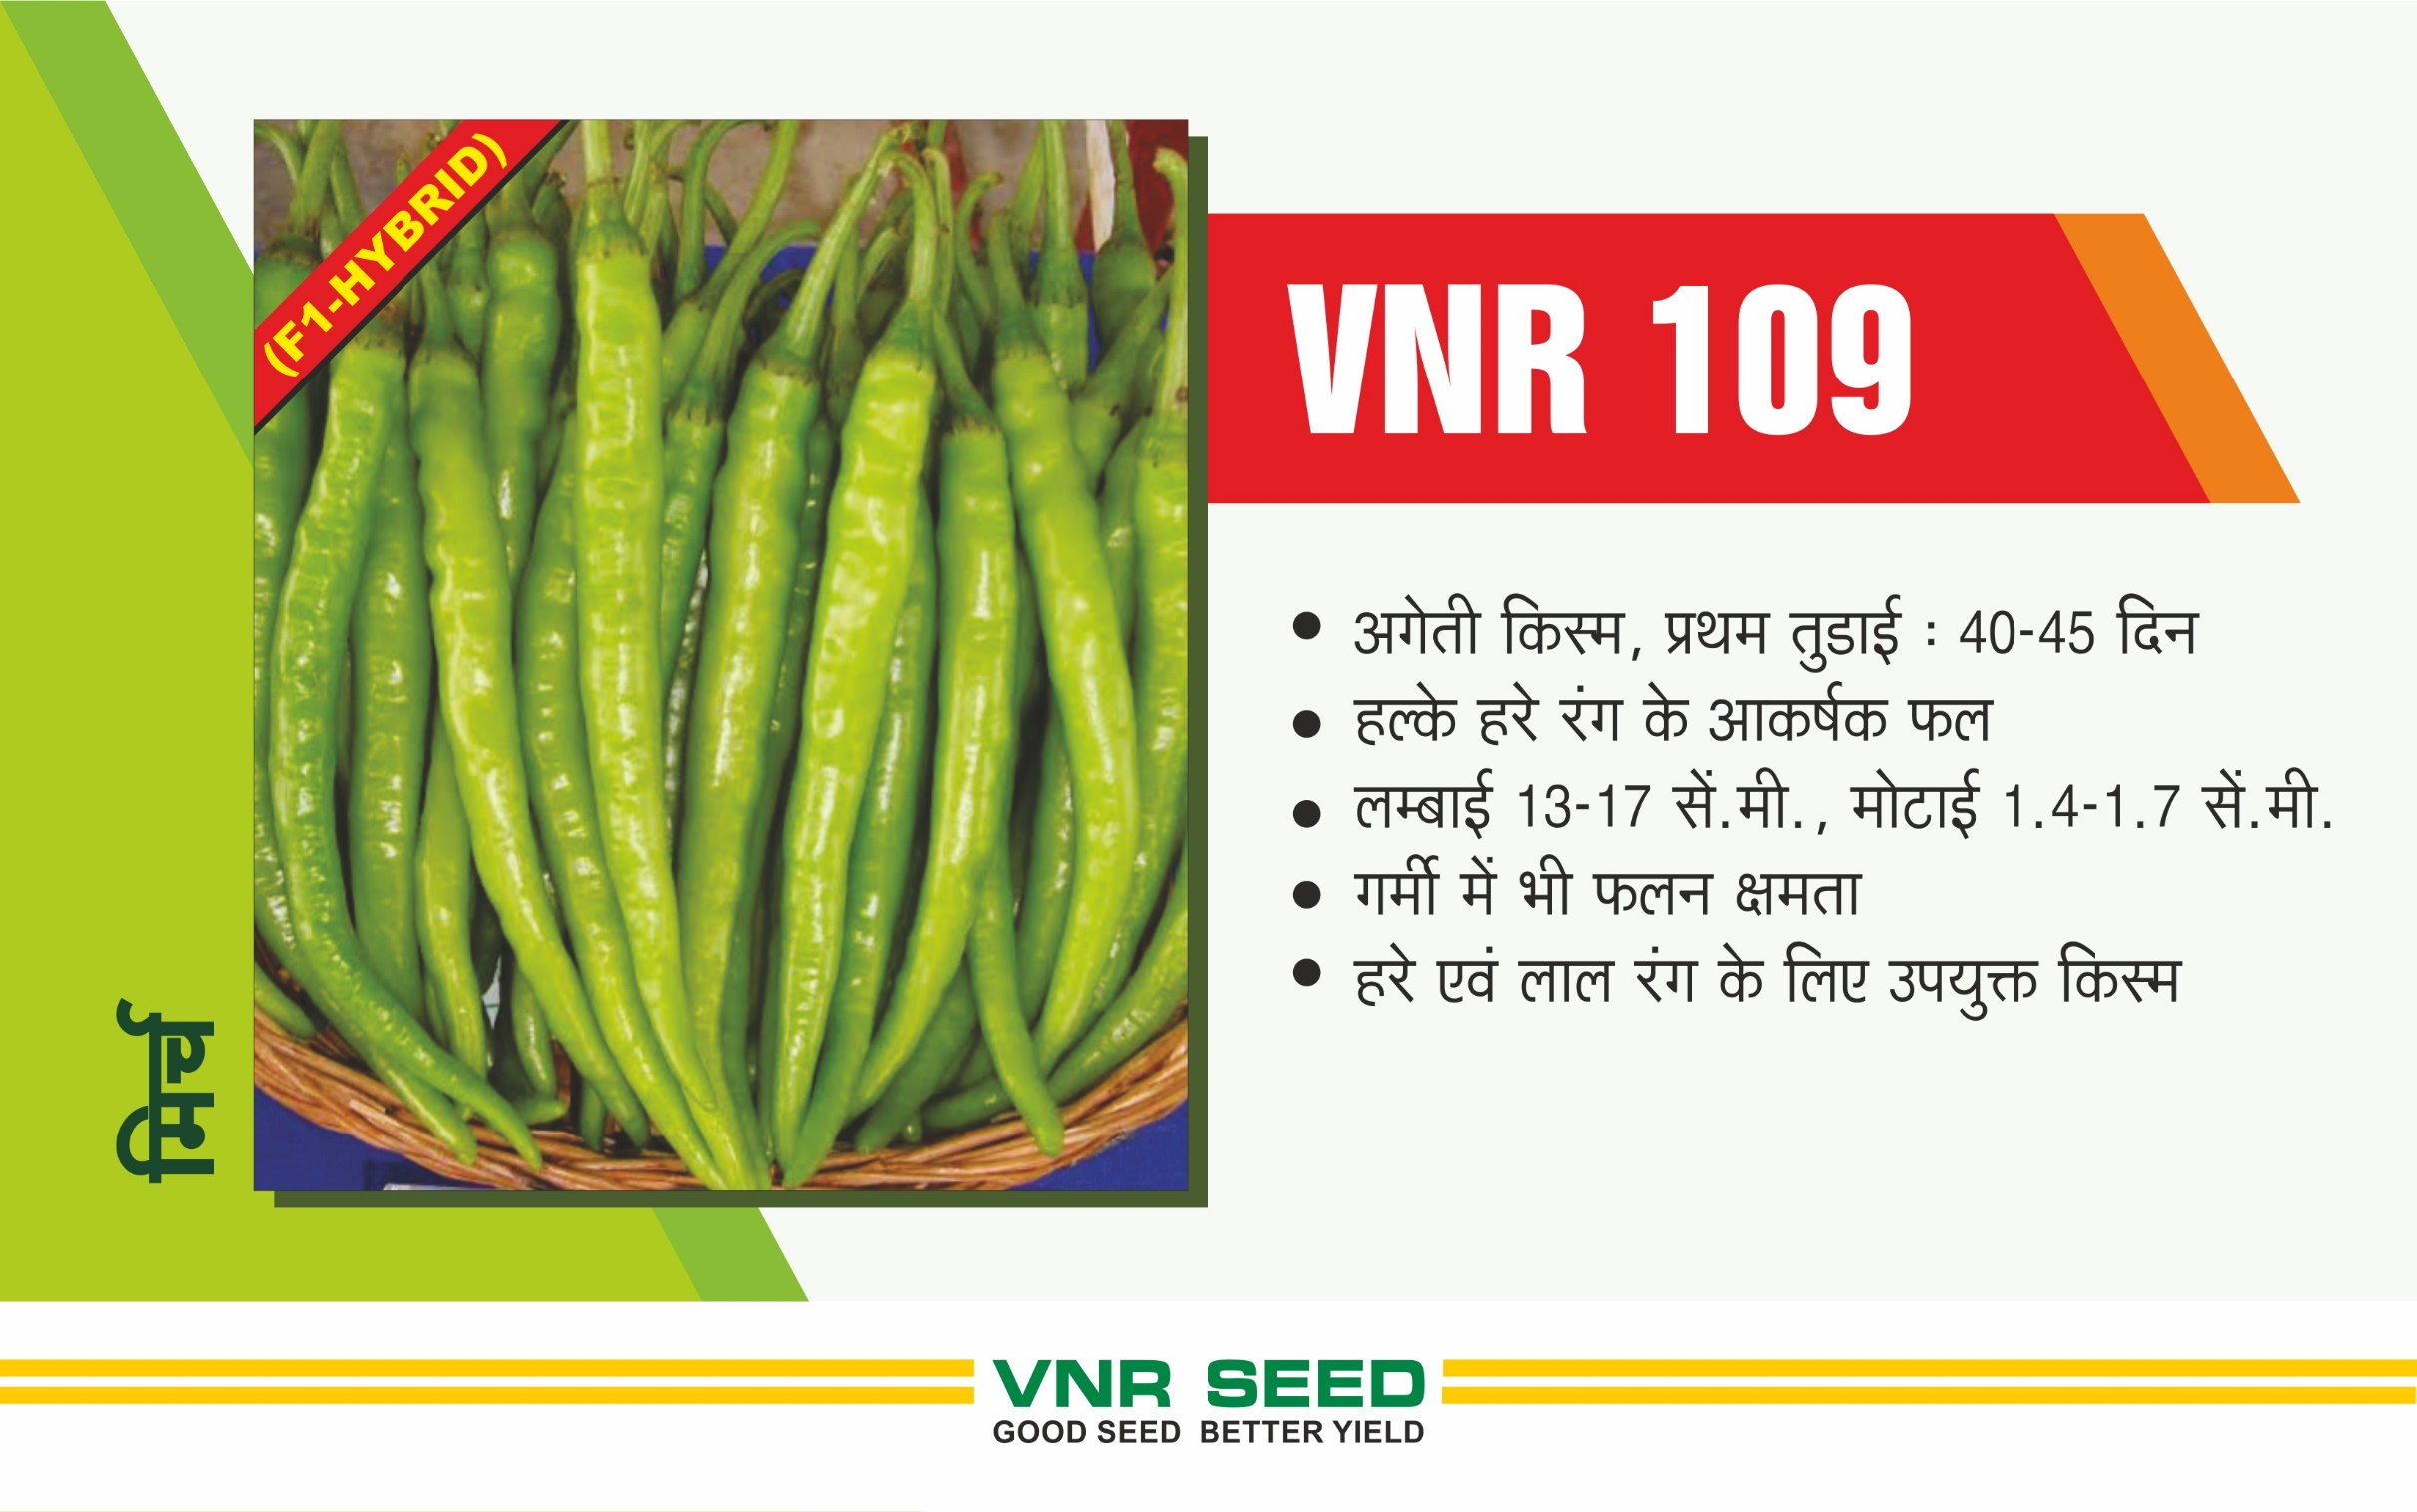 (F1-HYBRID)
VNR 109
• अगेती किस्म, प्रथम तुड़ाई : 40-45 दिन
• हल्के हरे रंग के आकर्षक फल
• लम्बाई 13-17 सें.मी., मोटाई 1.4-1.7 सें.मी.
• गर्मी में भी फलन क्षमता
• हरे एवं लाल रंग के लिए उपयुक्त किस्म
मिर्च
VNR SEED
GOOD SEED BETTER YIELD